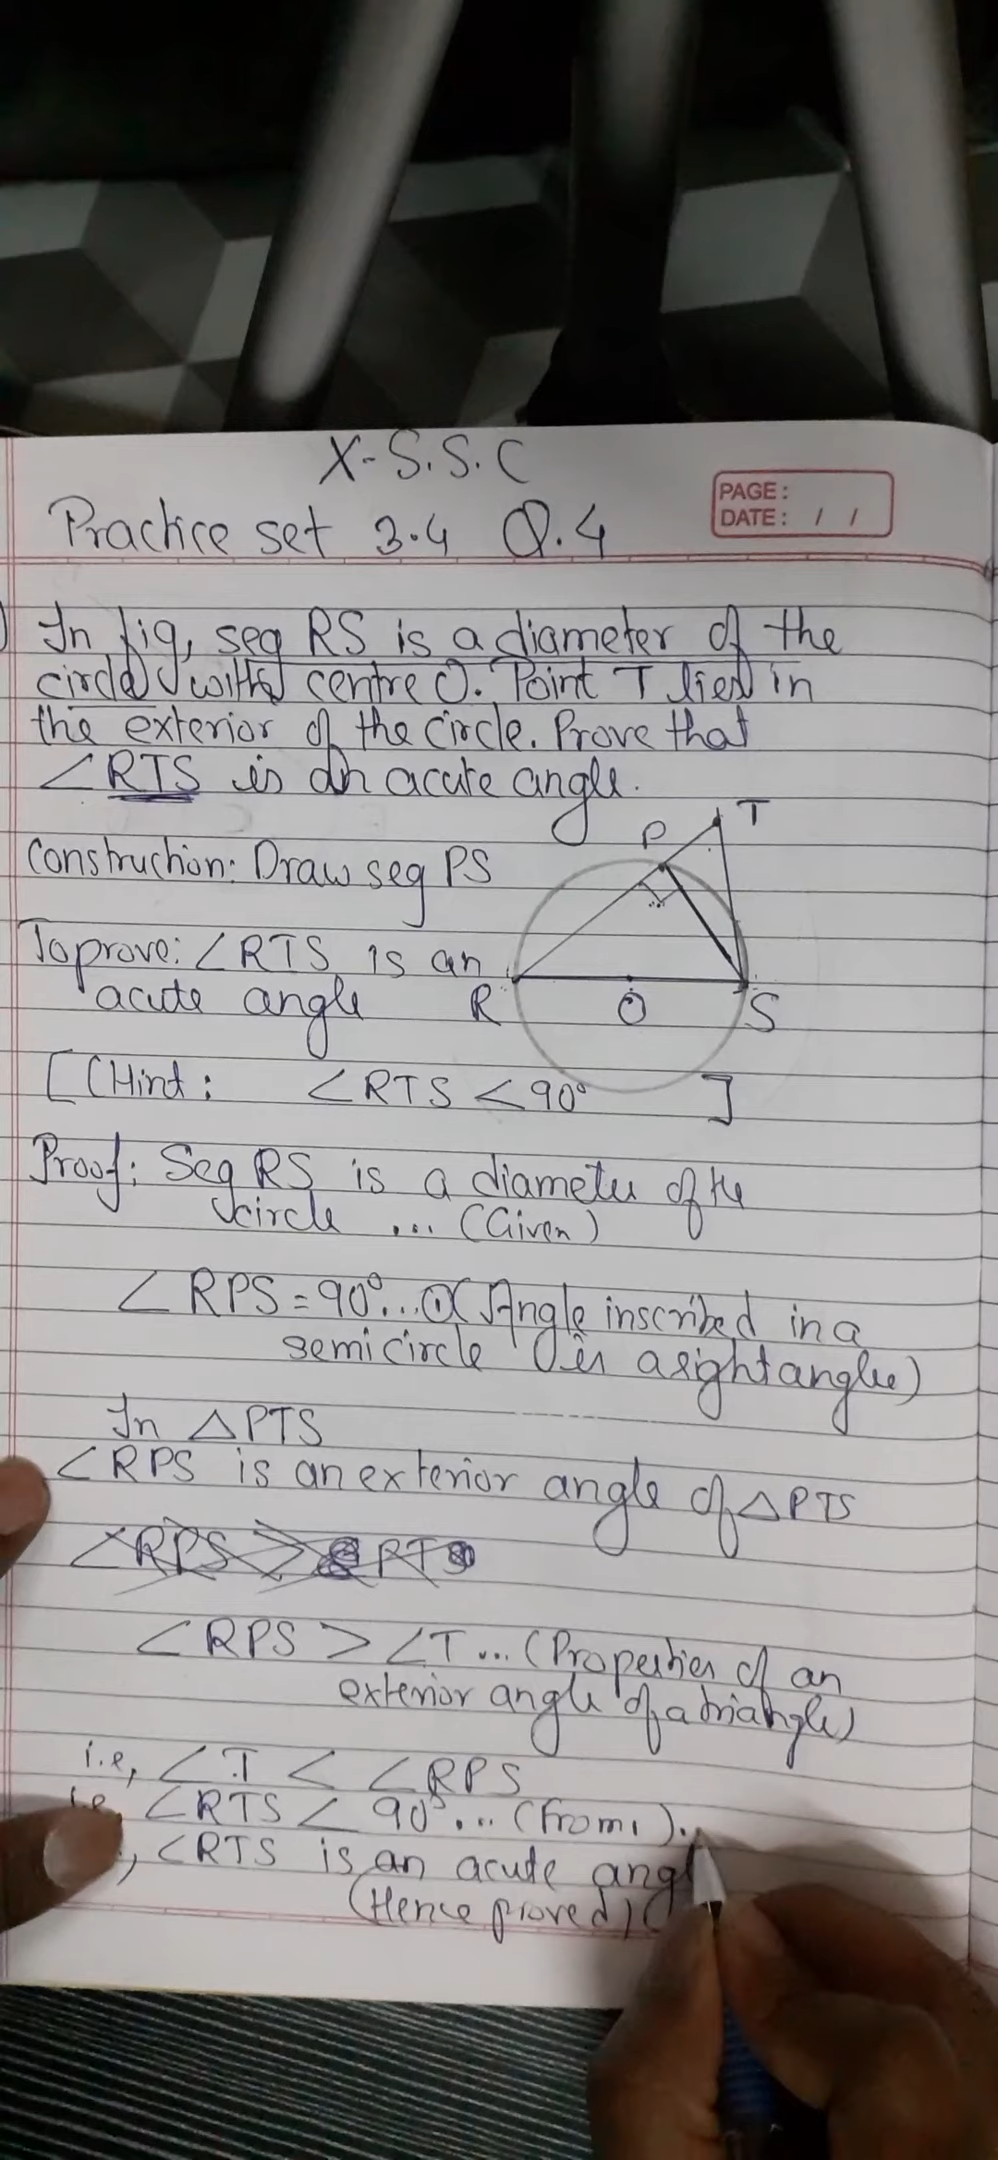 X-S.S.C
PAGE:
DATE: / /
Practice set 3.4 Q.4
In fig, seg RS is a diameter of the
circle with centre O. Point T lies in
the exterior of the circle. Prove that
∠RTS is an acute angle.
T
P
Construction: Draw seg PS
To prove: ∠RTS is an
acute angle
R O S
[(Hint: ∠RTS < 90° ]
Proof: Seg RS is a diameter of the
circle ... (Given)
∠RPS = 90°...①(Angle inscribed in a
semicircle is a right angle)
In △PTS
∠RPS is an exterior angle of △PTS
∠RPS > ∠T... (Properties of an
exterior angle of a triangle)
i.e, ∠T < ∠RPS
i.e, ∠RTS < 90°... (from 1).
∠RTS is an acute
(Hence proved)